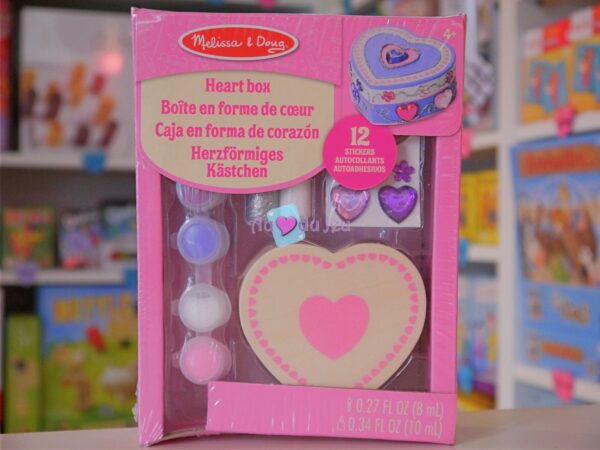 Melissa & Doug
4+
Heart box
Boîte en forme de cœur
Caja en forma de corazón
Herzförmiges
Kästchen
12
STICKERS
AUTOCOLLANTS
AUTOADHESIVOS
0.27 FL OZ (8 mL)
0.34 FL OZ (10 mL)